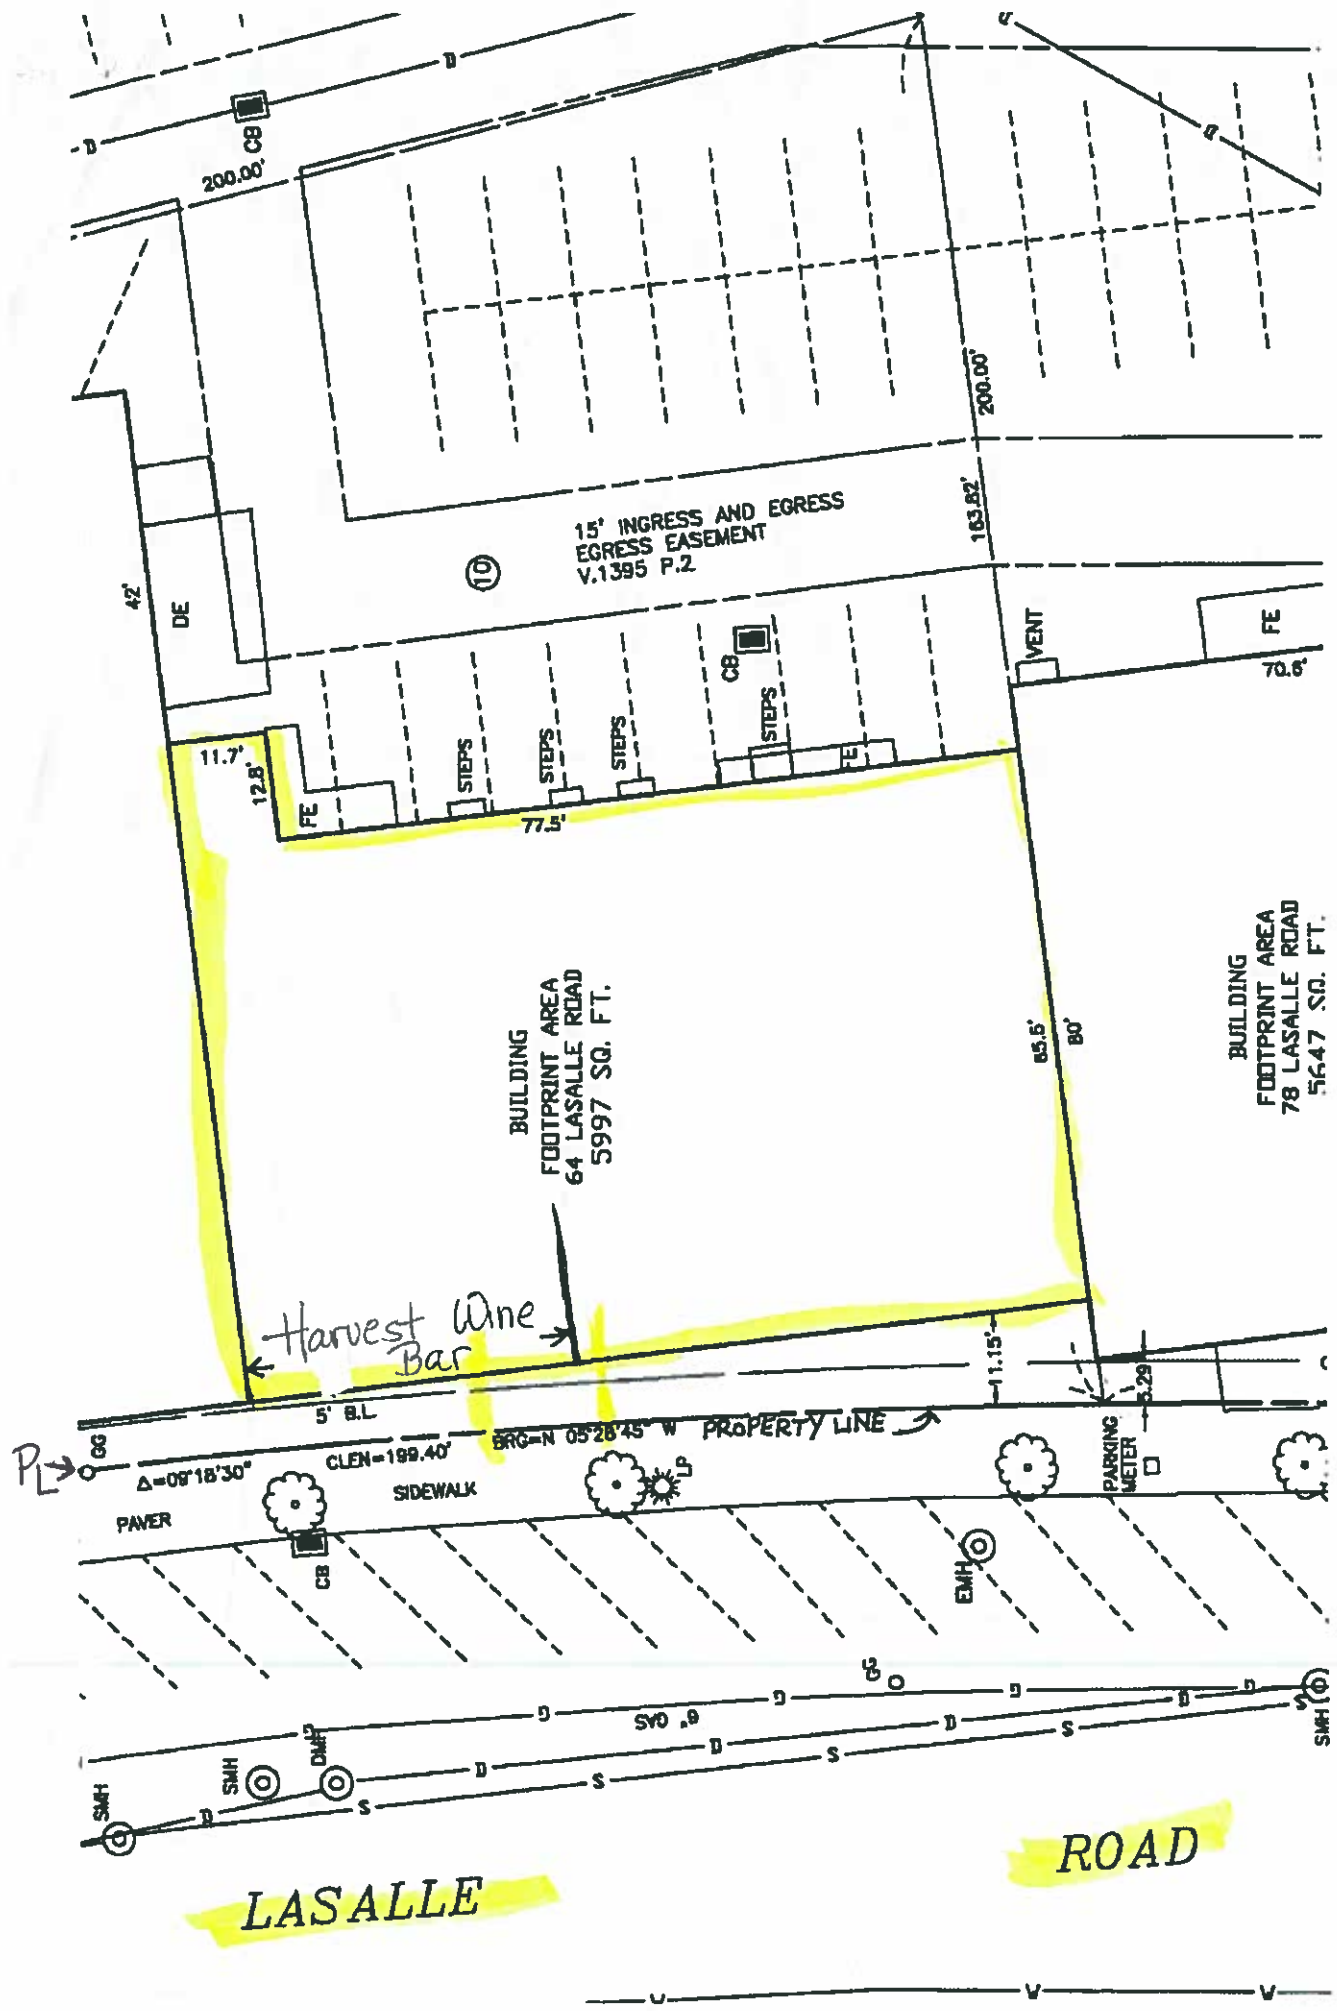 D
D
D
CB
200.00'
D
200.00'
163.82'
15' INGRESS AND EGRESS
EGRESS EASEMENT
V.1395 P.2
10
42'
DE
CB
VENT
FE
70.6'
11.7'
12.8'
FE
STEPS
STEPS
STEPS
STEPS
FE
77.5'
BUILDING
FOOTPRINT AREA
64 LASALLE ROAD
5997 SQ. FT.
80'
BUILDING
FOOTPRINT AREA
78 LASALLE ROAD
5647 SQ. FT.
Harvest Wine
Bar
11.15'
5.29'
5' B.L.
GG
PL
Δ=09°18'30"
CLEN=199.40'
BRG=N 05°28'45" W
PROPERTY LINE
PARKING
METER
LP
SIDEWALK
PAVER
CB
EMH
GG
G
G
G
G
G
6" GAS
D
D
D
D
D
S
S
S
S
S
SMH
SMH
DMH
SMH
LASALLE
ROAD
W
W
W